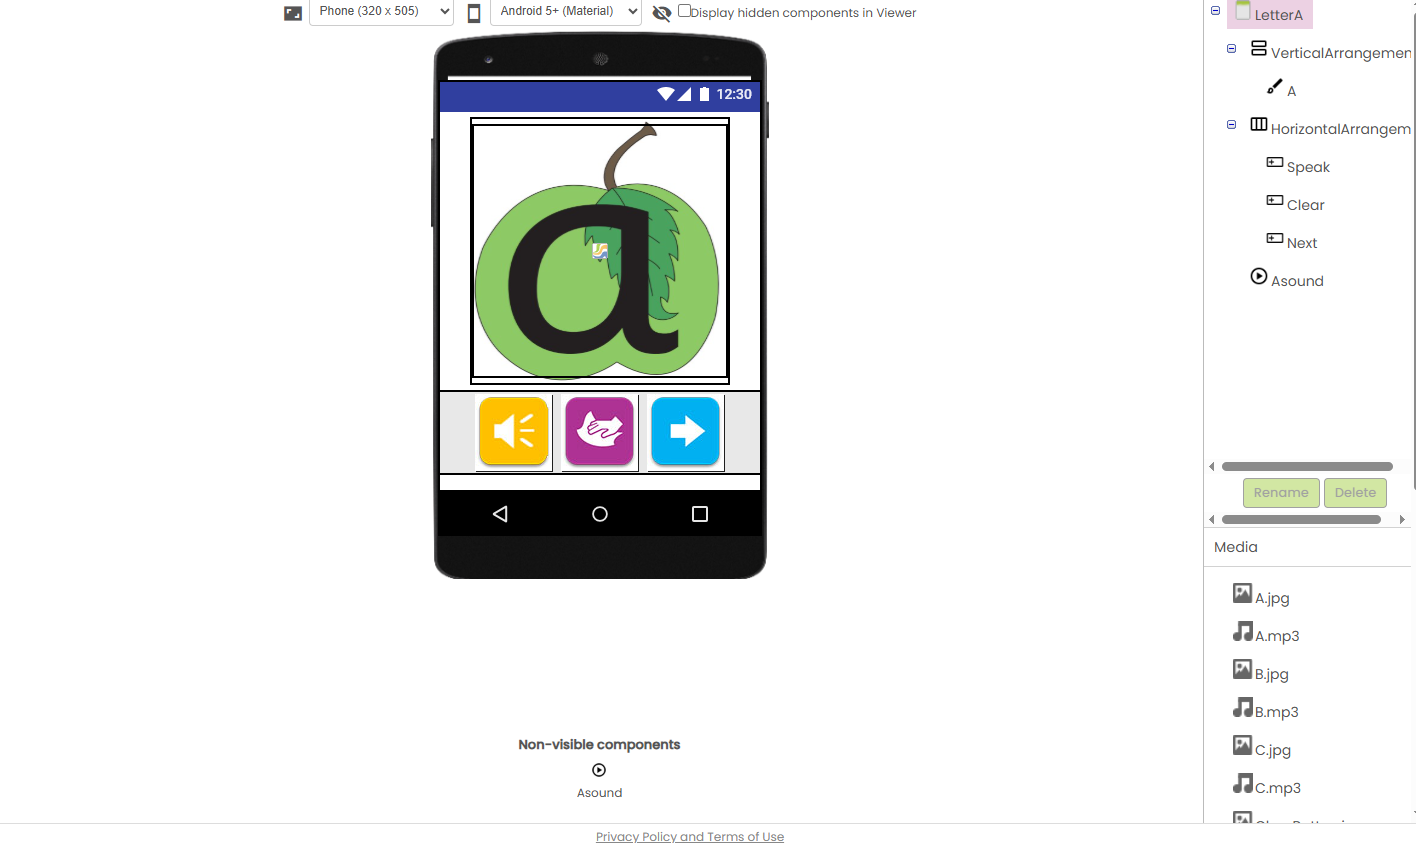 Phone (320 x 505)
Android 5+ (Material)
Display hidden components in Viewer
12:30
a
Non-visible components
Asound
LetterA
VerticalArrangemen
A
HorizontalArrangem
Speak
Clear
Next
Asound
Rename
Delete
Media
A.jpg
A.mp3
B.jpg
B.mp3
C.jpg
C.mp3
Privacy Policy and Terms of Use